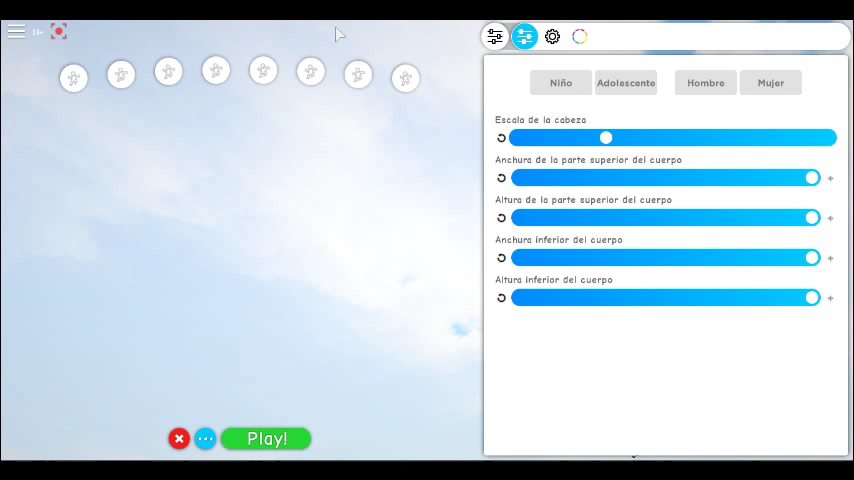 13+
Niño
Adolescente
Hombre
Mujer
Escala de la cabeza
Anchura de la parte superior del cuerpo
Altura de la parte superior del cuerpo
Anchura inferior del cuerpo
Altura inferior del cuerpo
Play!